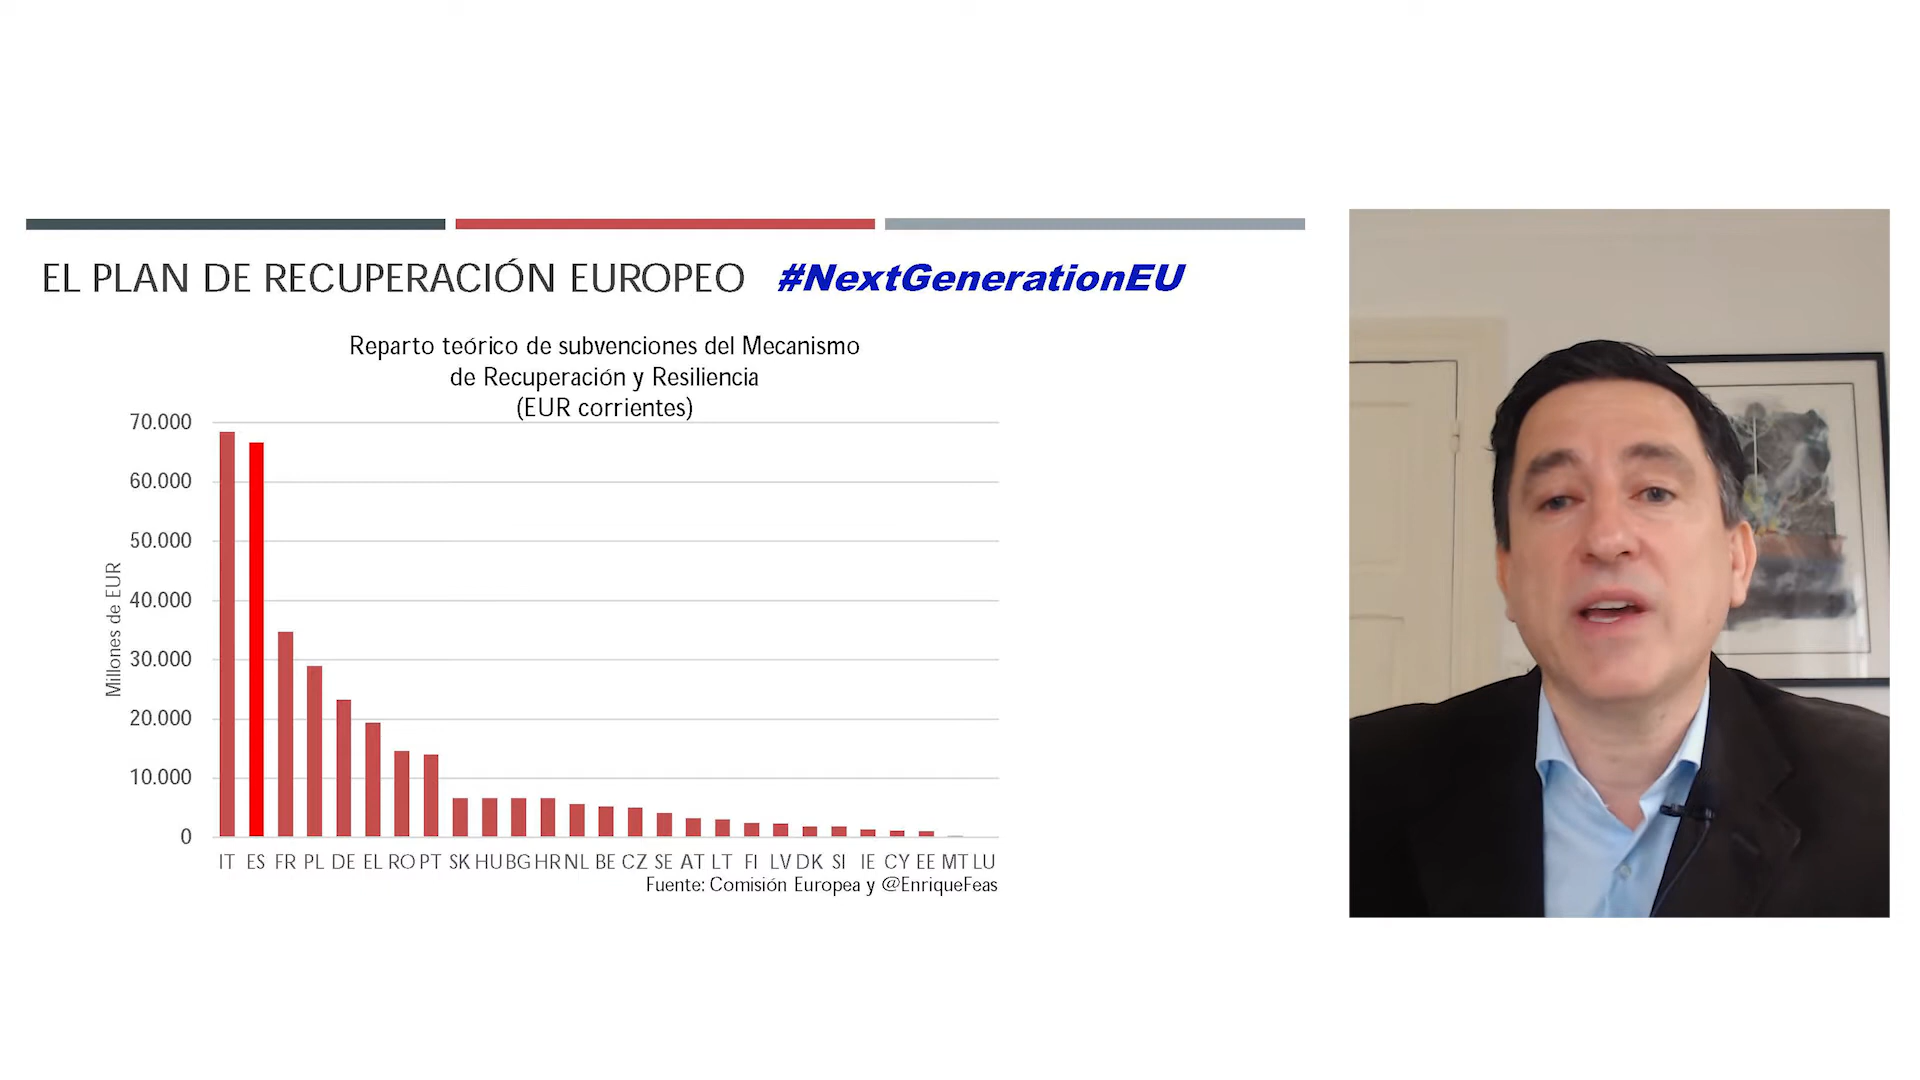 EL PLAN DE RECUPERACIÓN EUROPEO #NextGenerationEU
Reparto teórico de subvenciones del Mecanismo
de Recuperación y Resiliencia
(EUR corrientes)
70.000
60.000
50.000
40.000
30.000
20.000
10.000
0
Millones de EUR
IT ES FR PL DE EL RO PT SK HU BG HR NL BE CZ SE AT LT FI LV DK SI IE CY EE MT LU
Fuente: Comisión Europea y @EnriqueFeas